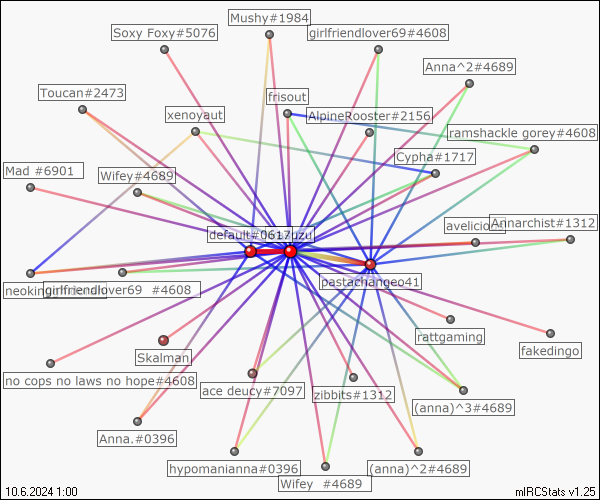 Mushy#1984
Soxy Foxy#5076
girlfriendlover69#4608
Anna^2#4689
Toucan#2473
frisout
xenoyaut
AlpineRooster#2156
ramshackle gorey#4608
Cypha#1717
Mad #6901
Wifey#4689
Annarchist#1312
default#0617
pastachangeo41
girlfriendlover69 #4608
rattgaming
fakedingo
Skalman
no cops no laws no hope#4608
ace deucy#7097
zibbits#1312
(anna)^3#4689
Anna.#0396
hypomanianna#0396
(anna)^2#4689
Wifey #4689
10.6.2024 1:00
mIRCStats v1.25